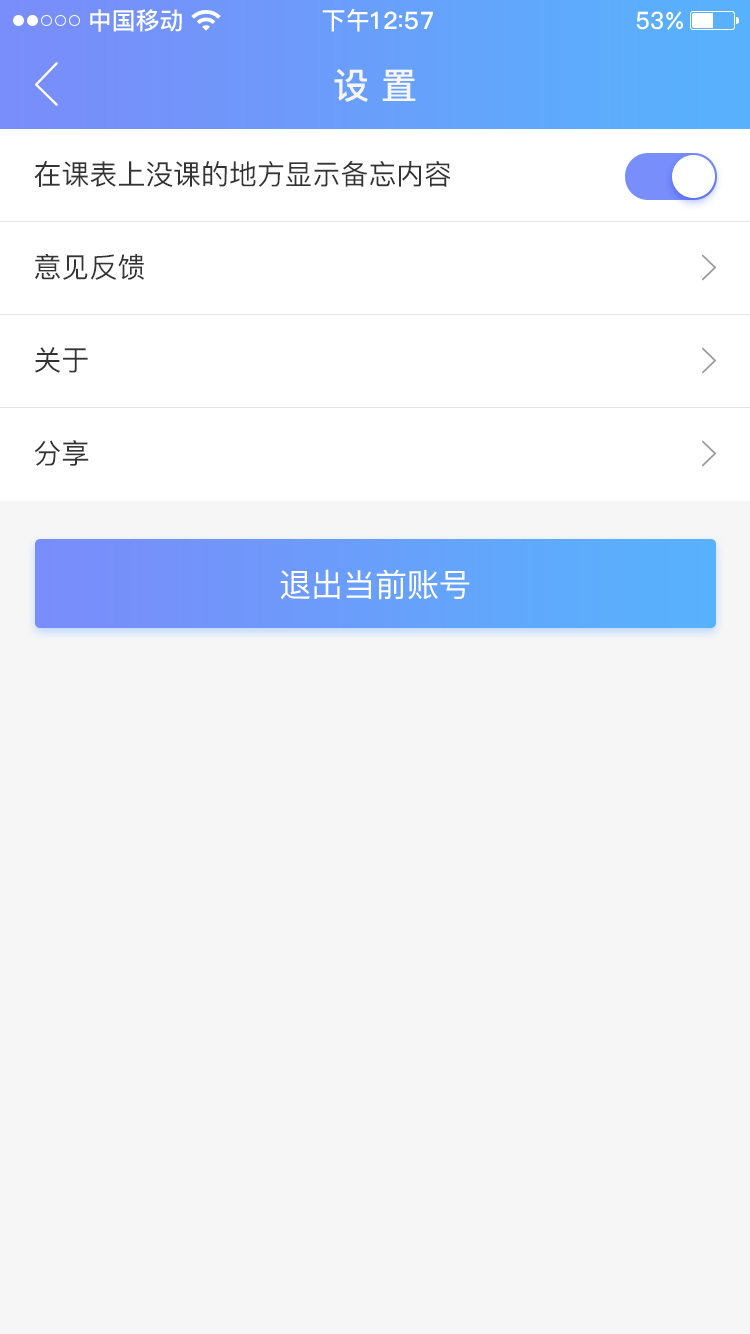 中国移动 下午12:57 53%
设 置
在课表上没课的地方显示备忘内容
意见反馈
关于
分享
退出当前账号